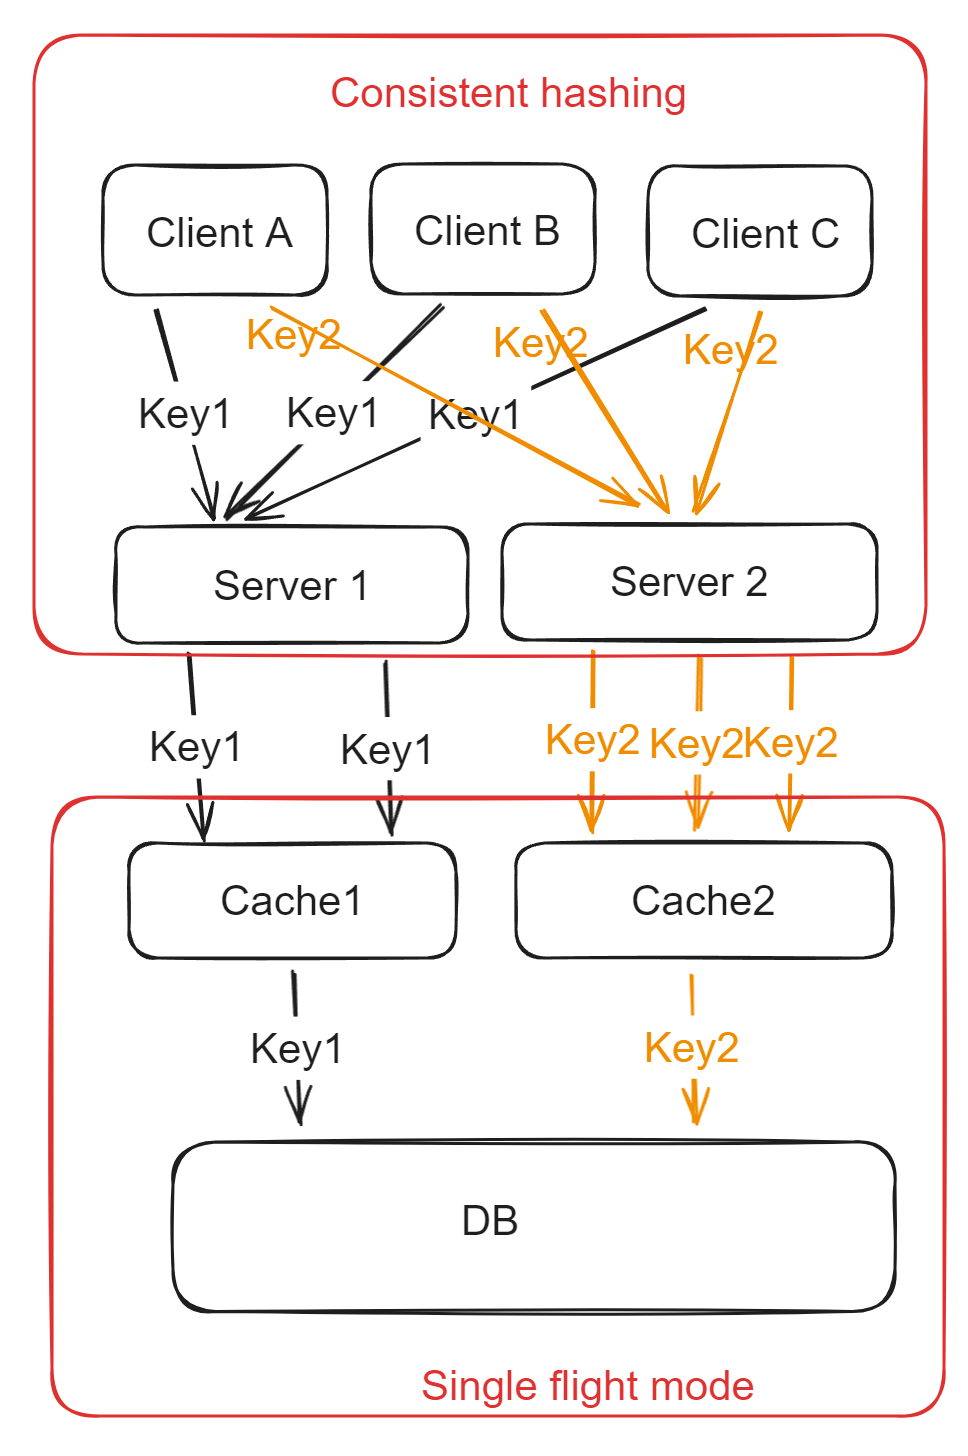 Consistent hashing
Client A
Client B
Client C
Key2
Key2
Key2
Key1
Key1
Key1
Server 1
Server 2
Key1
Key1
Key2
Key2
Key2
Cache1
Cache2
Key1
Key2
DB
Single flight mode